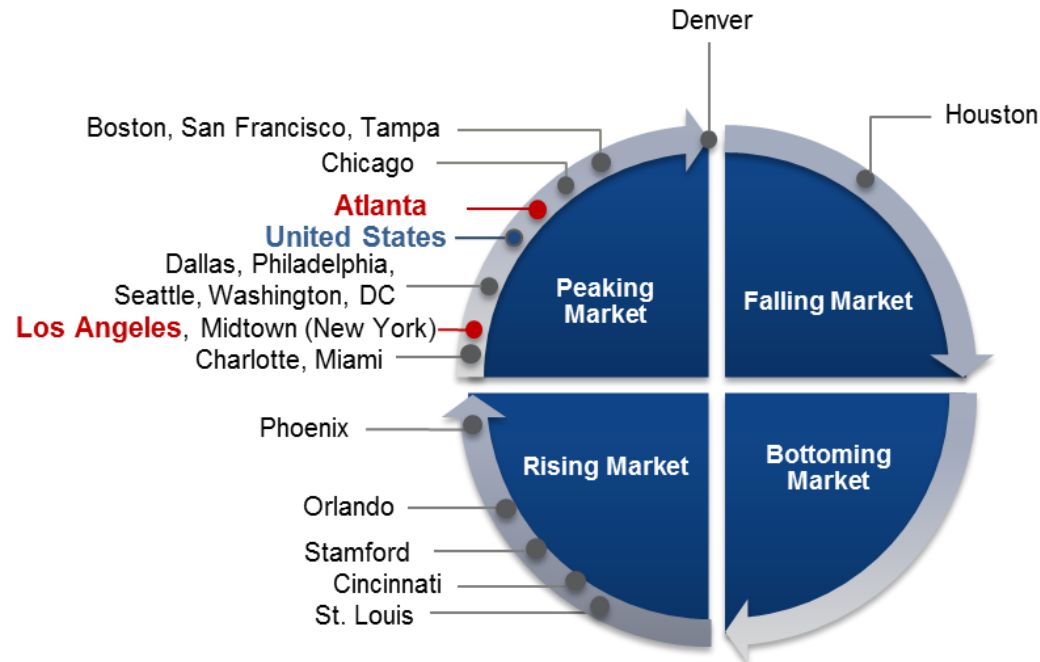 Denver
Houston
Boston, San Francisco, Tampa
Chicago
Atlanta
United States
Dallas, Philadelphia,
Seattle, Washington, DC
Los Angeles, Midtown (New York)
Charlotte, Miami
Peaking
Market
Falling Market
Phoenix
Orlando
Stamford
Cincinnati
St. Louis
Rising Market
Bottoming
Market